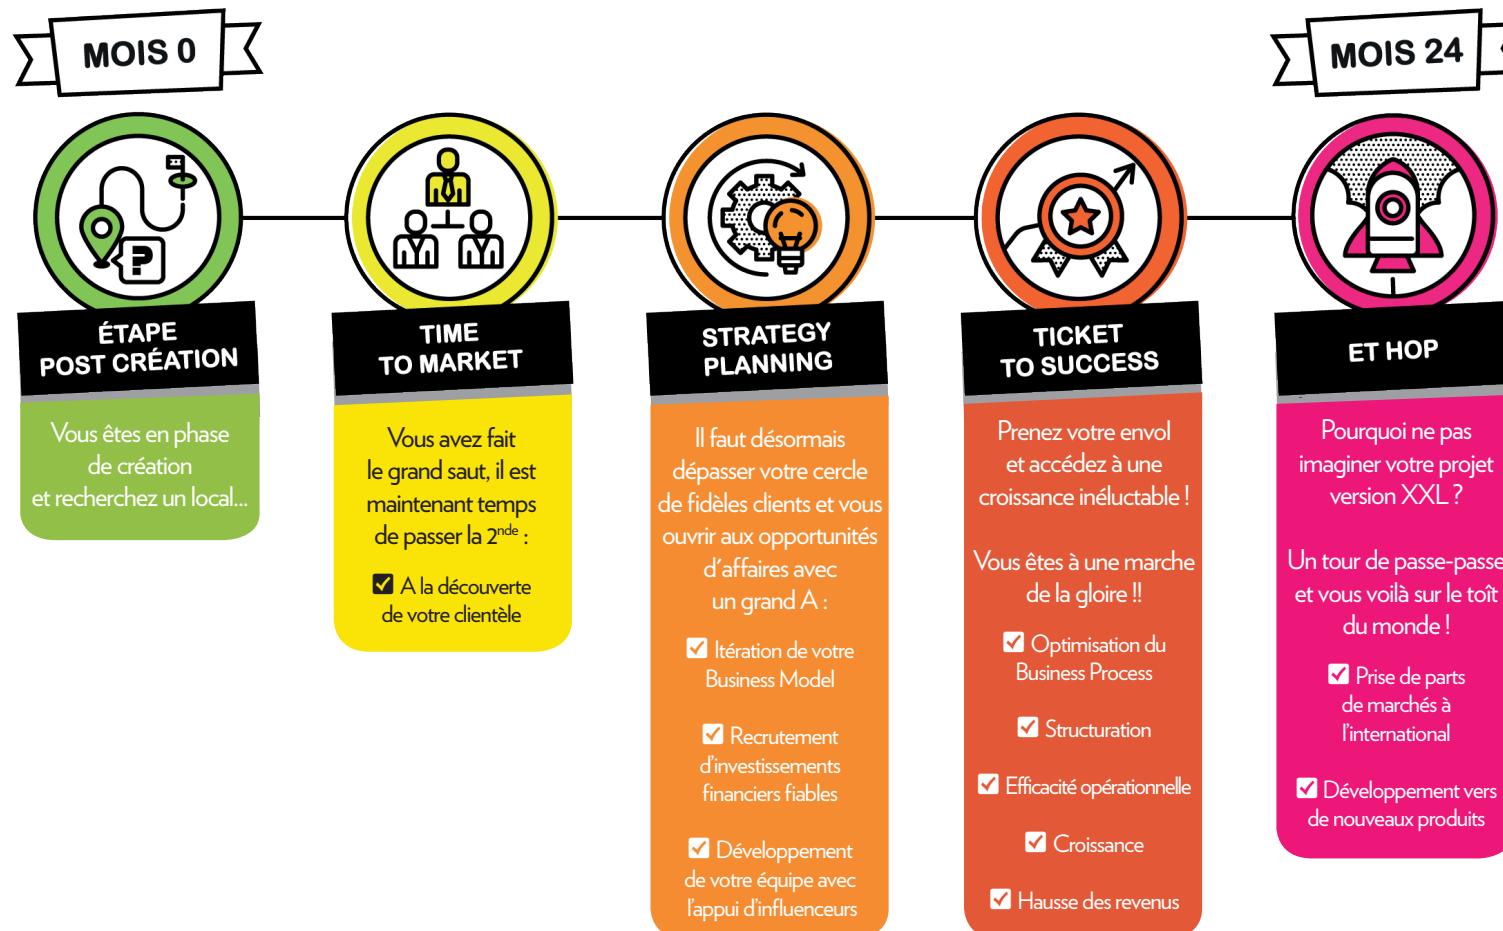 MOIS 0
MOIS 24
ÉTAPE
POST CRÉATION
Vous êtes en phase
de création
et recherchez un local...
TIME
TO MARKET
Vous avez fait
le grand saut, il est
maintenant temps
de passer la 2nde :
A la découverte
de votre clientèle
STRATEGY
PLANNING
Il faut désormais
dépasser votre cercle
de fidèles clients et vous
ouvrir aux opportunités
d'affaires avec
un grand A :
Itération de votre
Business Model
Recrutement
d'investissements
financiers fiables
Développement
de votre équipe avec
l'appui d'influenceurs
TICKET
TO SUCCESS
Prenez votre envol
et accédez à une
croissance inéluctable !
Vous êtes à une marche
de la gloire !!
Optimisation du
Business Process
Structuration
Efficacité opérationnelle
Croissance
Hausse des revenus
ET HOP
Pourquoi ne pas
imaginer votre projet
version XXL ?
Un tour de passe-passe
et vous voilà sur le toît
du monde !
Prise de parts
de marchés à
l'international
Développement vers
de nouveaux produits